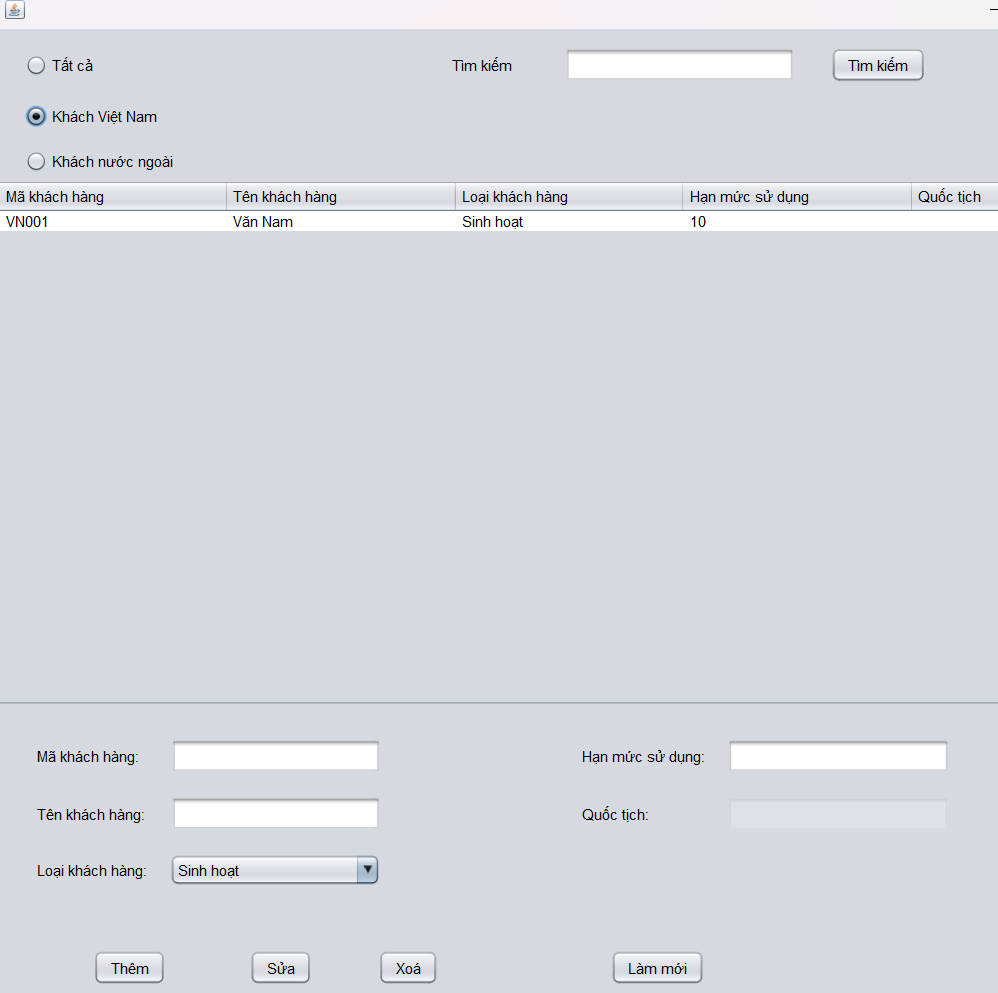 Tất cả
Tìm kiếm
Tìm kiếm
Khách Việt Nam
Khách nước ngoài
Mã khách hàng Tên khách hàng Loại khách hàng Hạn mức sử dụng Quốc tịch
VN001 Văn Nam Sinh hoạt 10
Mã khách hàng: Hạn mức sử dụng:
Tên khách hàng: Quốc tịch:
Loại khách hàng: Sinh hoạt
Thêm Sửa Xoá Làm mới